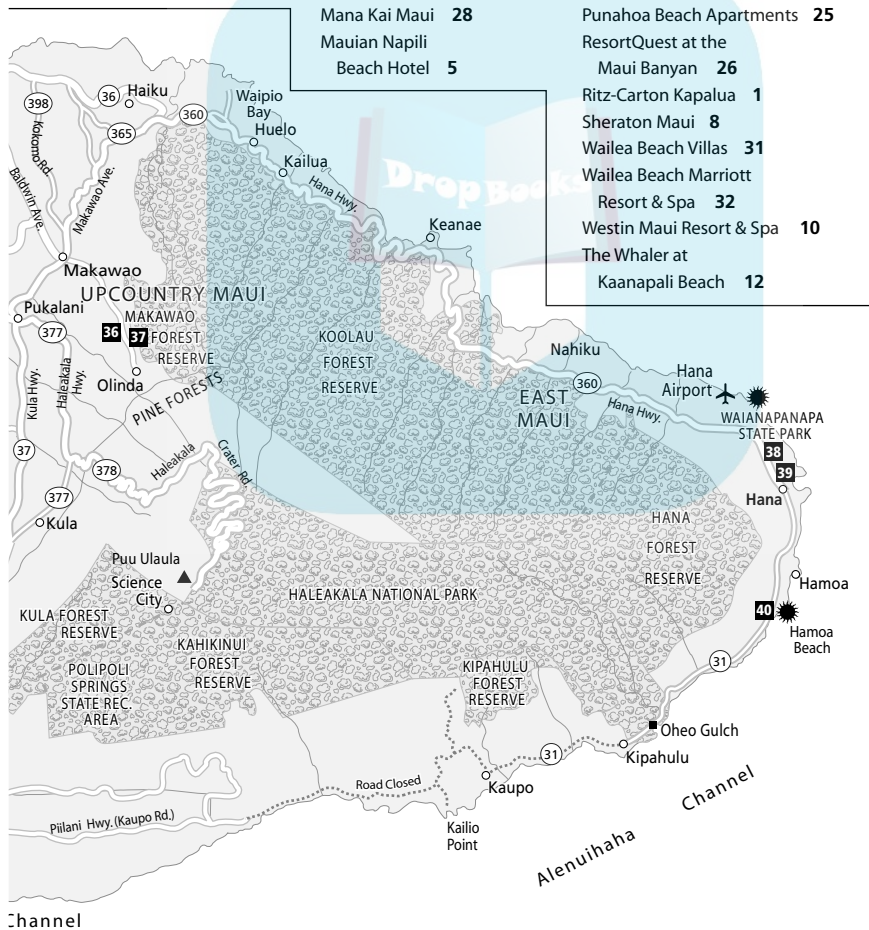 Mana Kai Maui 28
Mauian Napili
Beach Hotel 5
Punahoa Beach Apartments 25
ResortQuest at the
Maui Banyan 26
Ritz-Carton Kapalua 1
Sheraton Maui 8
Wailea Beach Villas 31
Wailea Beach Marriott
Resort & Spa 32
Westin Maui Resort & Spa 10
The Whaler at
Kaanapali Beach 12
DropBooks
398
36
Haiku
365
360
Waipio
Bay
Huelo
Kailua
Hana Hwy.
Keanae
Kokomo Rd.
Baldwin Ave.
Makawao Ave.
Makawao
UPCOUNTRY MAUI
Pukalani
377
36
37
MAKAWAO
FOREST
RESERVE
KOOLAU
FOREST
RESERVE
Nahiku
Hana
Airport
360
EAST
MAUI
Hana Hwy.
WAIANAPANAPA
STATE PARK
38
39
Hana
Olinda
PINE FORESTS
Kula Hwy.
Haleakala
Hwy.
37
378
Haleakala
Crater Rd.
377
Kula
HANA
FOREST
RESERVE
Puu Ulaula
Science
City
HALEAKALA NATIONAL PARK
Hamoa
40
Hamoa
Beach
KULA FOREST
RESERVE
KAHIKINUI
FOREST
RESERVE
POLIPOLI
SPRINGS
STATE REC.
AREA
KIPAHULU
FOREST
RESERVE
31
Oheo Gulch
Kipahulu
31
Kaupo
Road Closed
Piilani Hwy. (Kaupo Rd.)
Kailio
Point
Alenuihaha Channel
Channel